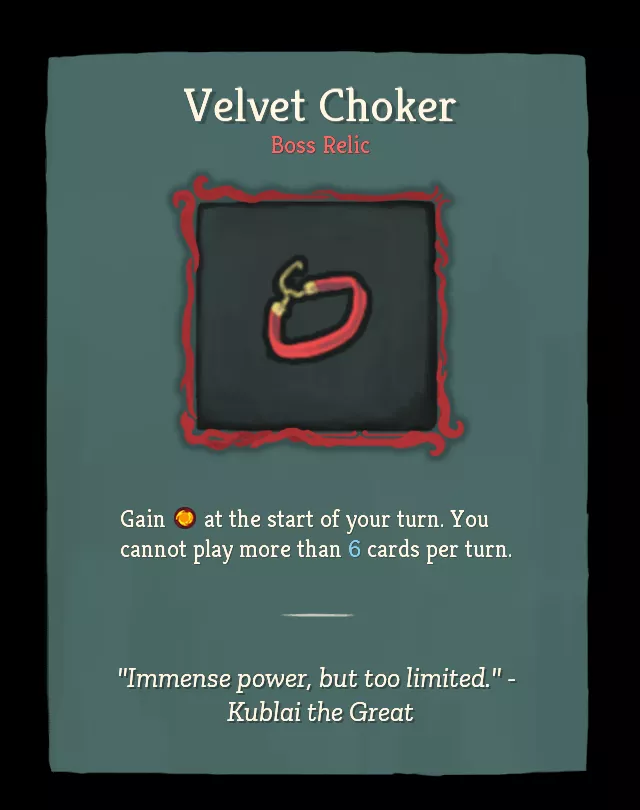 Velvet Choker
Boss Relic
Gain at the start of your turn. You
cannot play more than 6 cards per turn.
"Immense power, but too limited." -
Kublai the Great